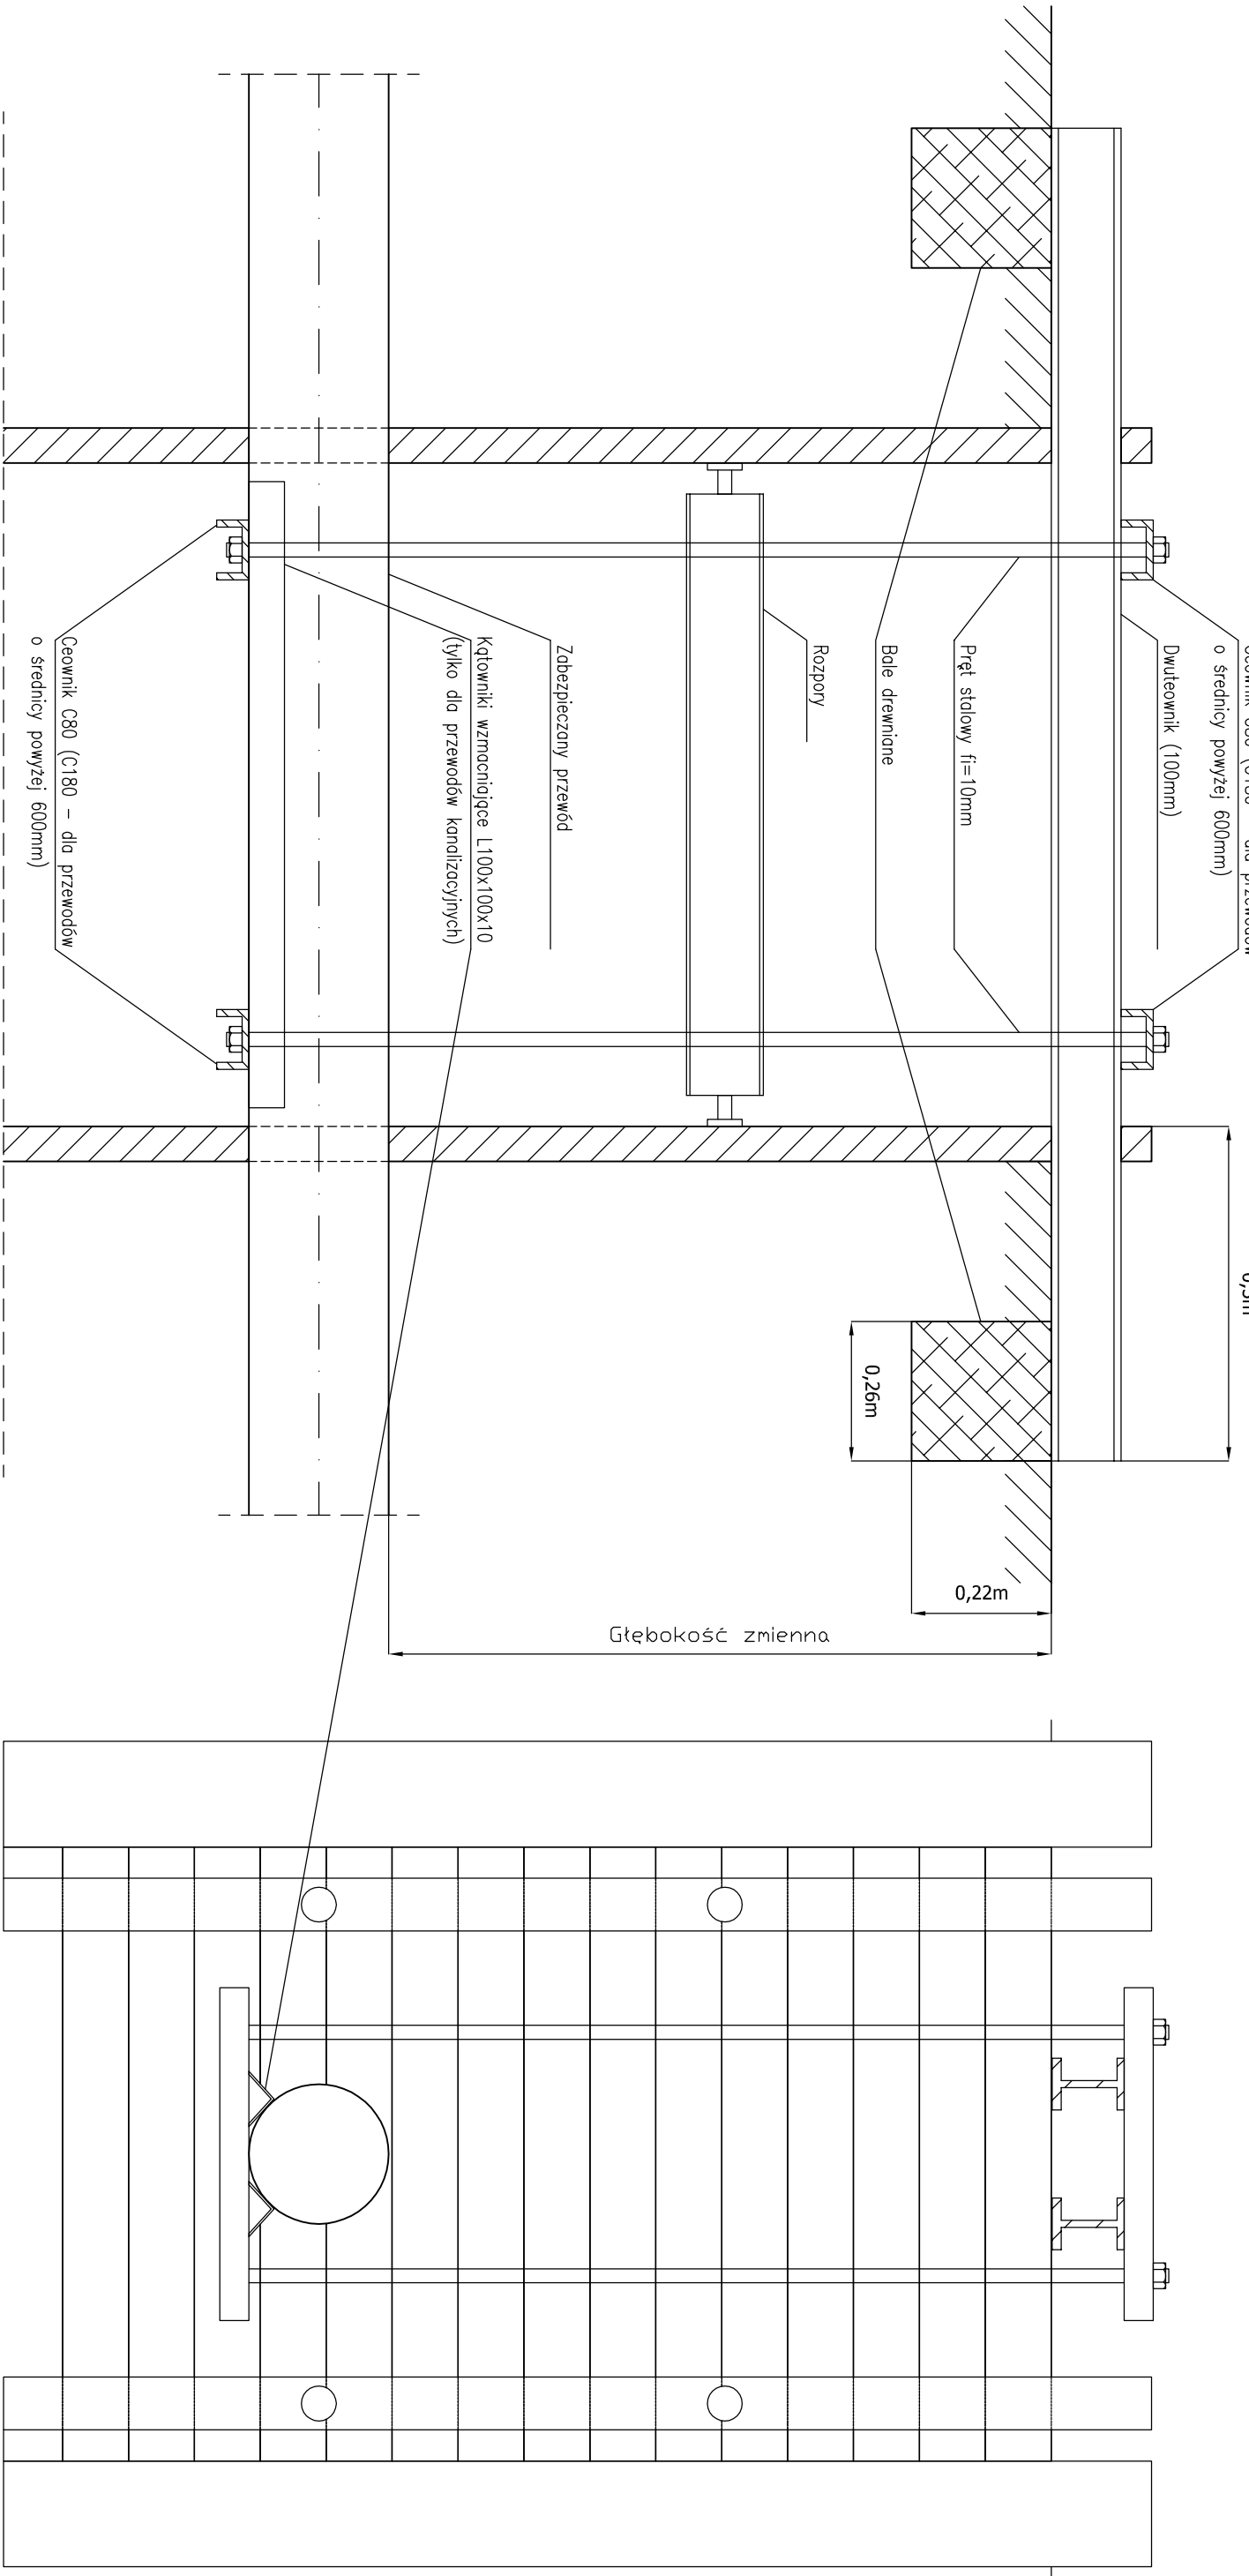 o średnicy powyżej 600mm)
Dwuteownik (100mm)
Pręt stalowy fi=10mm
Bale drewniane
Rozpory
Zabezpieczany przewód
Kątowniki wzmacniające L100x100x10
(tylko dla przewodów kanalizacyjnych)
Ceownik C80 (C180 - dla przewodów
o średnicy powyżej 600mm)
0,26m
0,22m
Głębokość zmienna